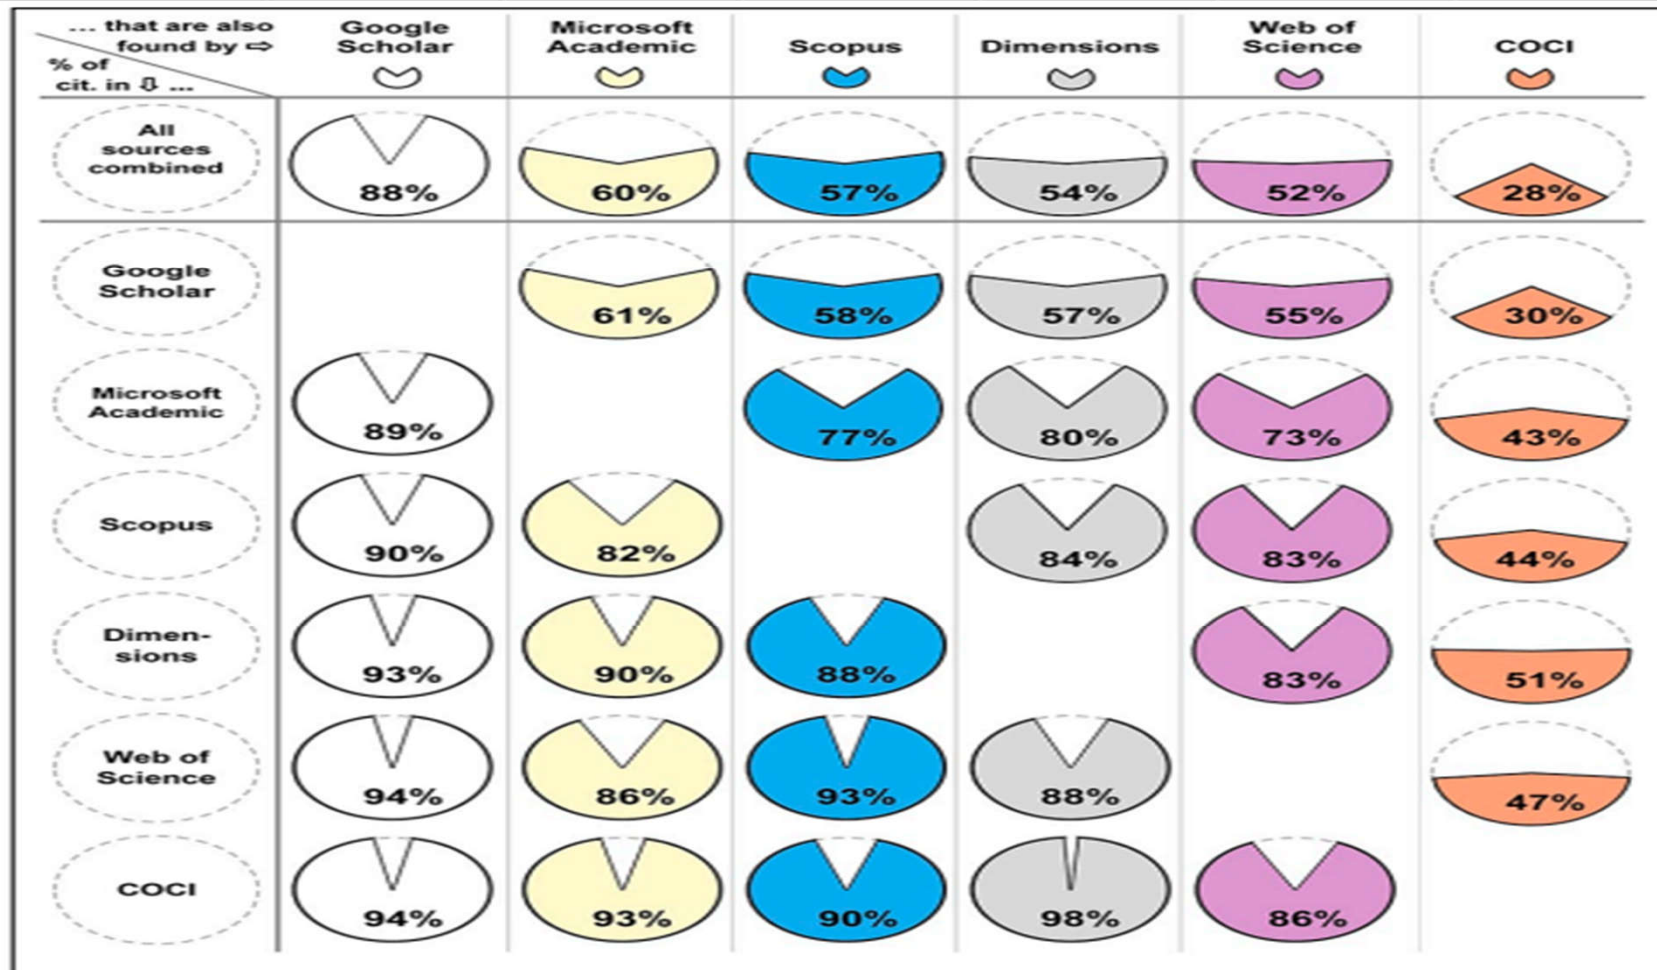 ... that are also
found by ⇨
% of
cit. in ⇩ ...
Google
Scholar
Microsoft
Academic
Scopus
Dimensions
Web of
Science
COCI
All
sources
combined
88%
60%
57%
54%
52%
28%
Google
Scholar
61%
58%
57%
55%
30%
Microsoft
Academic
89%
77%
80%
73%
43%
Scopus
90%
82%
84%
83%
44%
Dimen-
sions
93%
90%
88%
83%
51%
Web of
Science
94%
86%
93%
88%
47%
COCI
94%
93%
90%
98%
86%